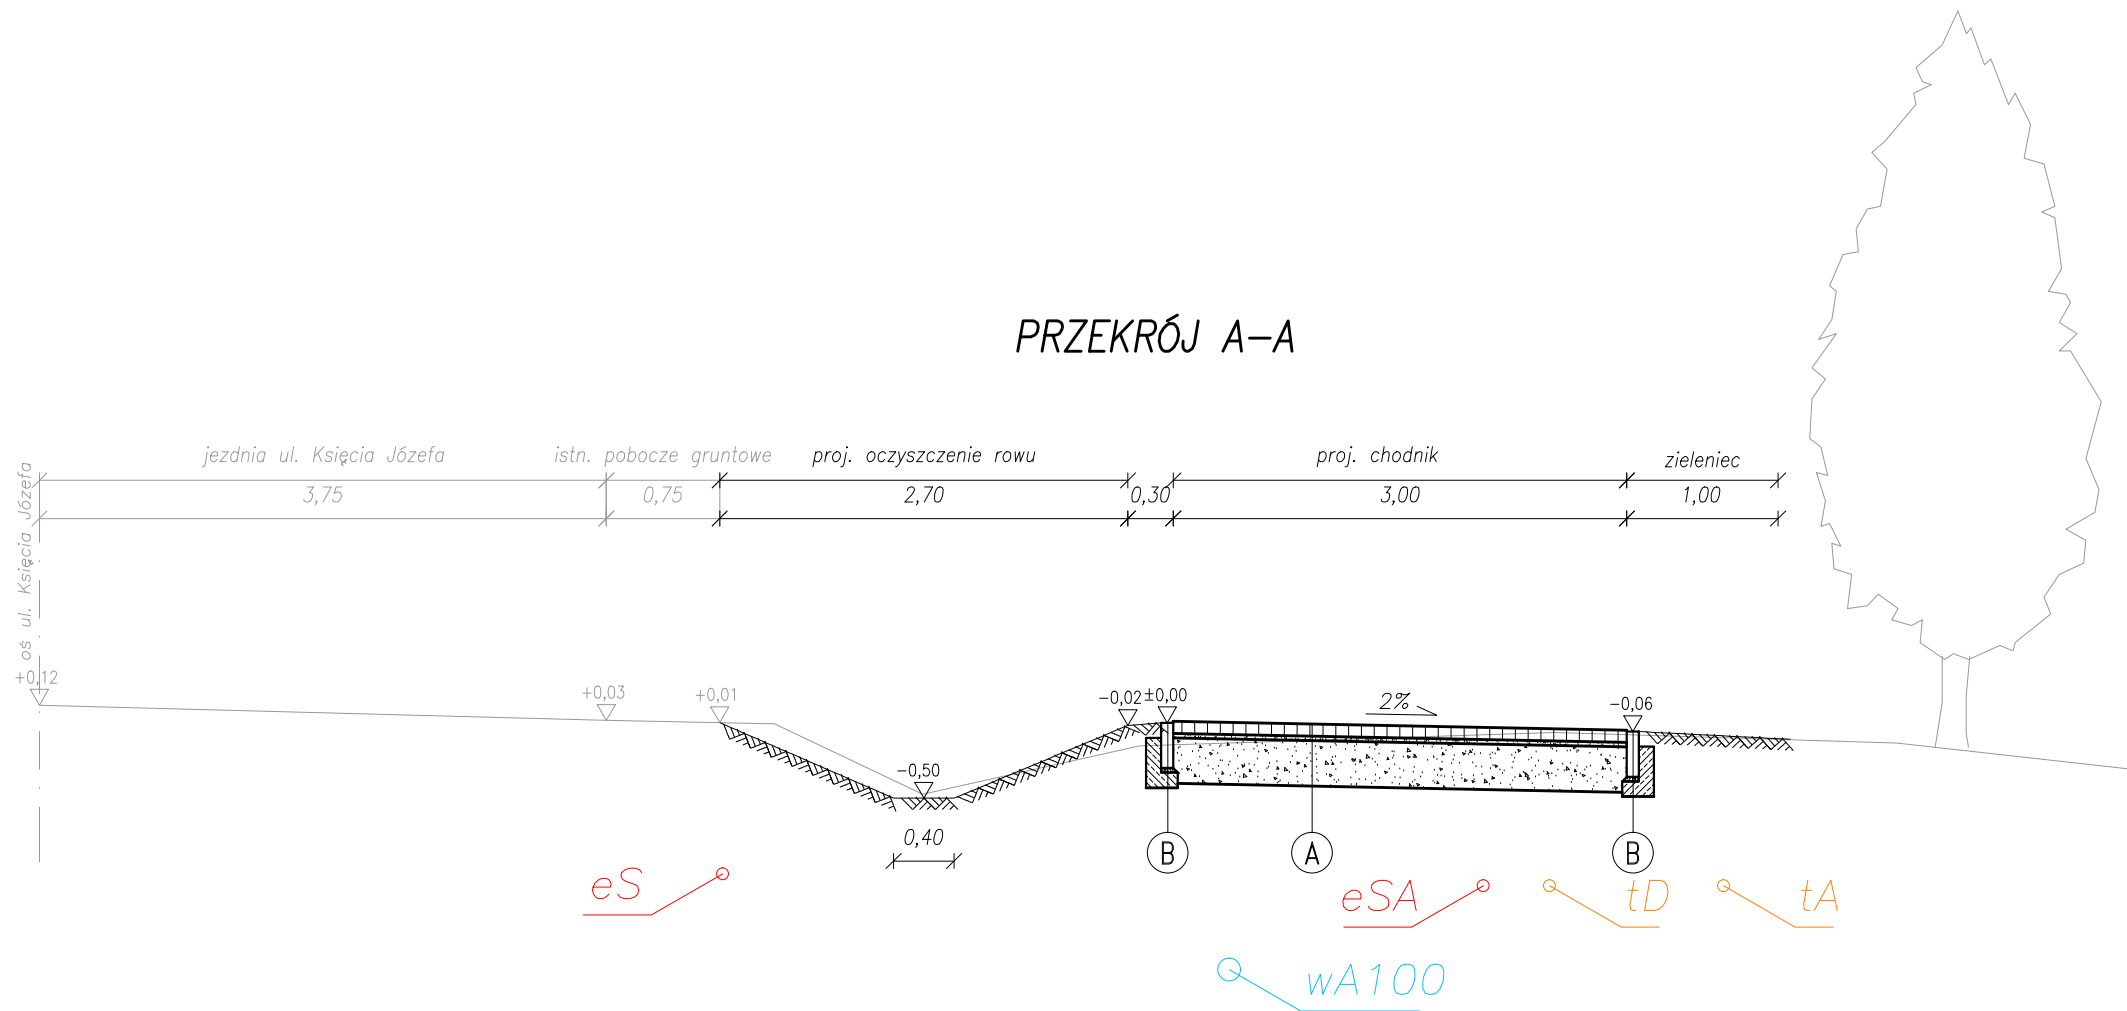 PRZEKRÓJ A-A
jezdnia ul. Księcia Józefa
istn. pobocze gruntowe
proj. oczyszczenie rowu
proj. chodnik
zieleniec
3,75
0,75
2,70
0,30
3,00
1,00
oś ul. Księcia Józefa
+0,12
+0,03
+0,01
-0,50
-0,02
±0,00
2%
-0,06
0,40
B
A
B
eS
eSA
tD
tA
wA100